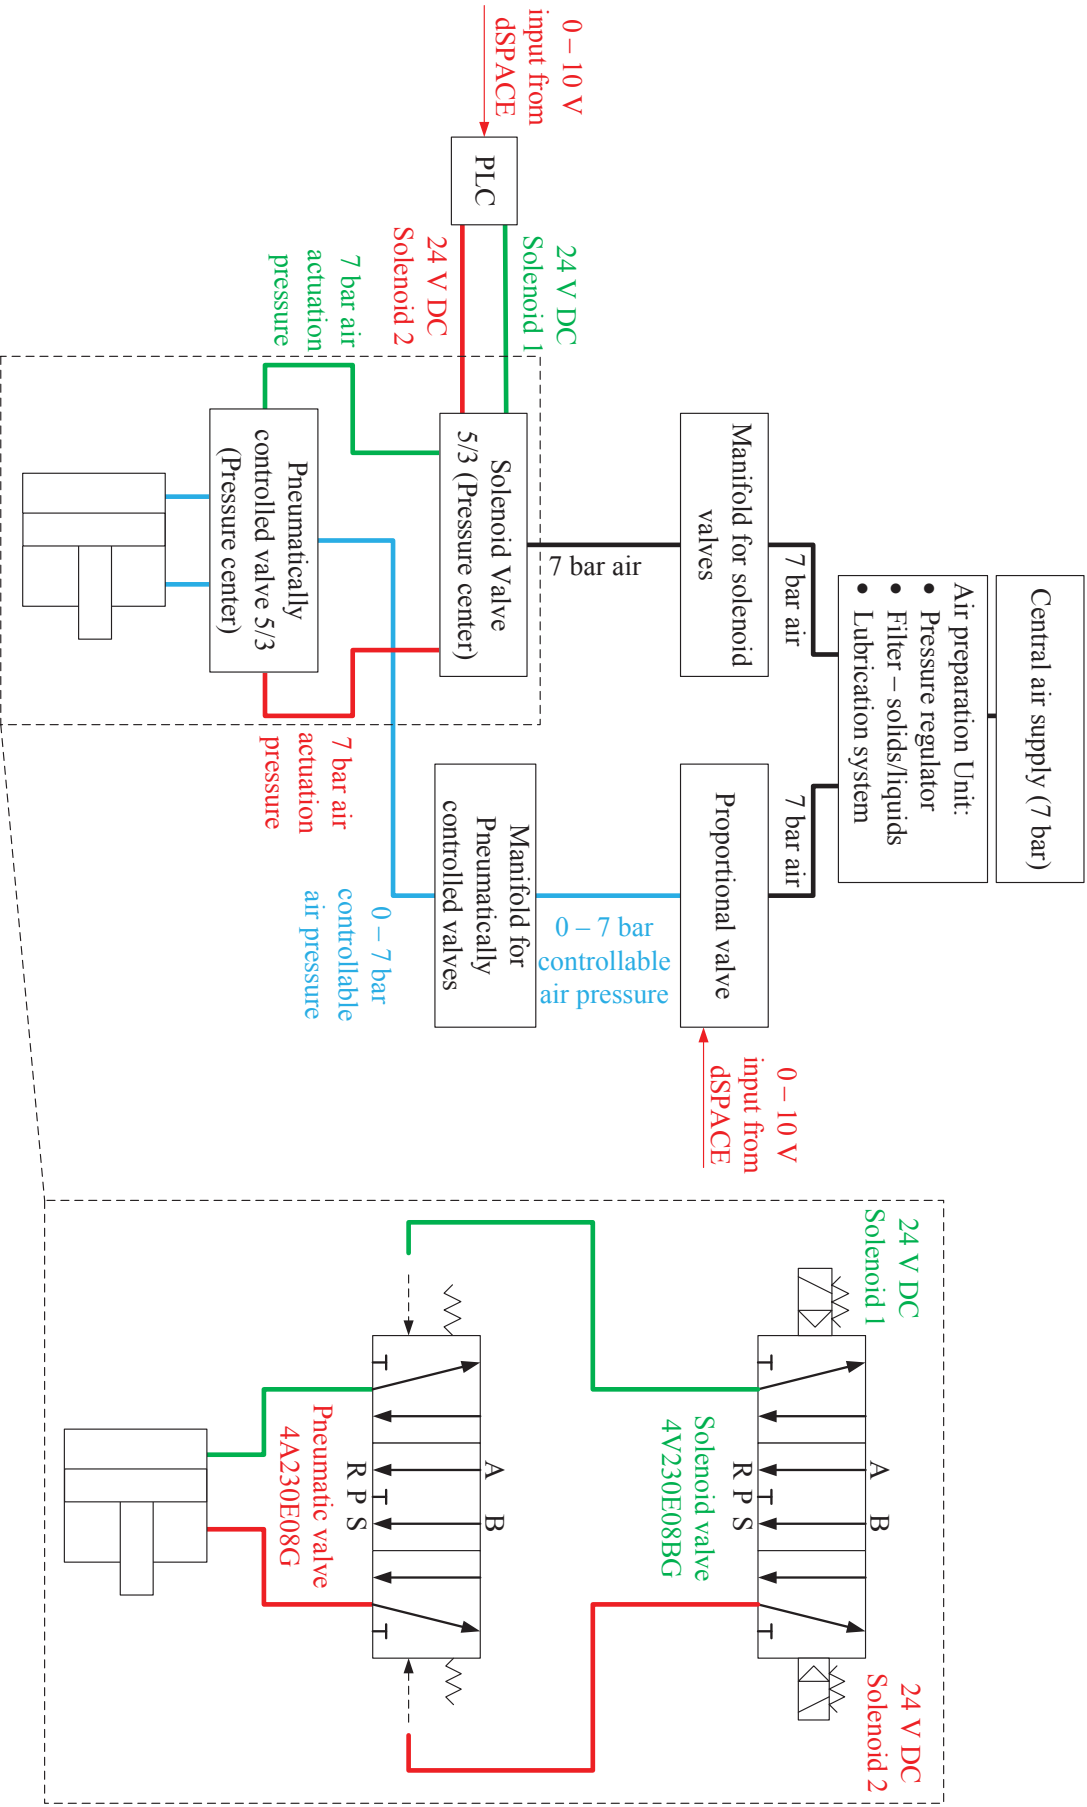 Central air supply (7 bar)
Air preparation Unit:
• Pressure regulator
• Filter – solids/liquids
• Lubrication system
7 bar air
7 bar air
Manifold for solenoid
valves
Proportional valve
0 – 10 V
input from
dSPACE
7 bar air
0 – 7 bar
controllable
air pressure
0 – 10 V
input from
dSPACE
PLC
24 V DC
Solenoid 1
24 V DC
Solenoid 2
Solenoid Valve
5/3 (Pressure center)
Manifold for
Pneumatically
controlled valves
7 bar air
actuation
pressure
7 bar air
actuation
pressure
0 – 7 bar
controllable
air pressure
Pneumatically
controlled valve 5/3
(Pressure center)
24 V DC
Solenoid 1
24 V DC
Solenoid 2
A B
R P S
Solenoid valve
4V230E08BG
A B
R P S
Pneumatic valve
4A230E08G